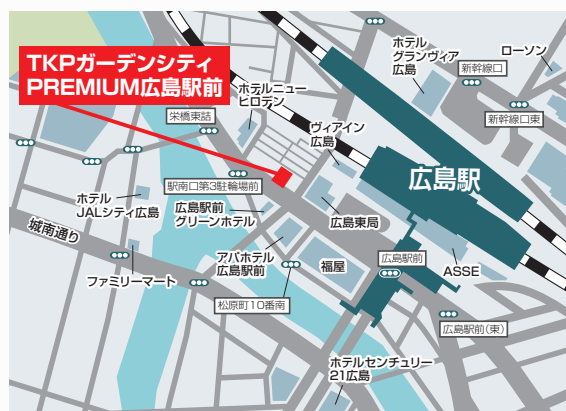 TKPガーデンシティ
PREMIUM広島駅前
ホテル
グランヴィア
広島
ローソン
新幹線口
新幹線口東
ホテルニュー
ヒロデン
栄橋東詰
ヴィアイン
広島
広島駅
駅南口第3駐輪場前
ホテル
JALシティ広島
広島駅前
グリーンホテル
広島東局
城南通り
アパホテル
広島駅前
福屋
広島駅前
ASSE
ファミリーマート
松原町10番南
広島駅前(東)
ホテルセンチュリー
21広島